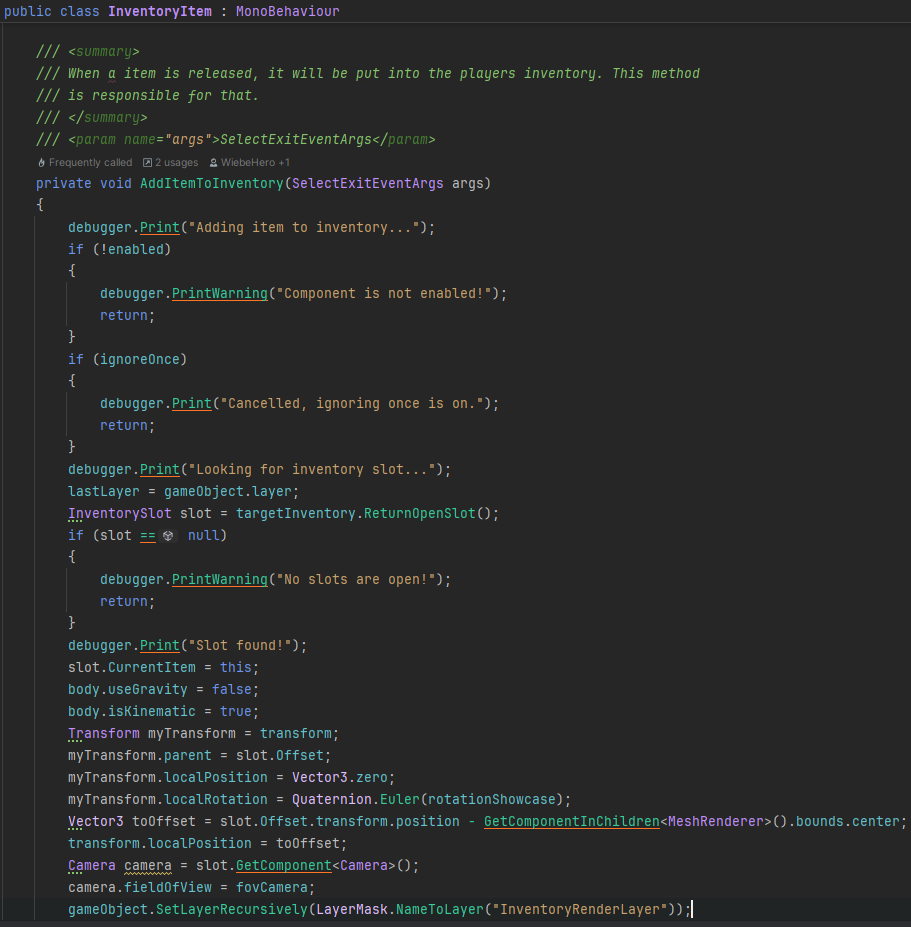 public class InventoryItem : MonoBehaviour
/// <summary>
/// When a item is released, it will be put into the players inventory. This method
/// is responsible for that.
/// </summary>
/// <param name="args">SelectExitEventArgs</param>
Frequently called 2 usages WiebeHero +1
private void AddItemToInventory(SelectExitEventArgs args)
{
debugger.Print("Adding item to inventory...");
if (!enabled)
{
debugger.PrintWarning("Component is not enabled!");
return;
}
if (ignoreOnce)
{
debugger.Print("Cancelled, ignoring once is on.");
return;
}
debugger.Print("Looking for inventory slot...");
lastLayer = gameObject.layer;
InventorySlot slot = targetInventory.ReturnOpenSlot();
if (slot == null)
{
debugger.PrintWarning("No slots are open!");
return;
}
debugger.Print("Slot found!");
slot.CurrentItem = this;
body.useGravity = false;
body.isKinematic = true;
Transform myTransform = transform;
myTransform.parent = slot.Offset;
myTransform.localPosition = Vector3.zero;
myTransform.localRotation = Quaternion.Euler(rotationShowcase);
Vector3 toOffset = slot.Offset.transform.position - GetComponentInChildren<MeshRenderer>().bounds.center;
transform.localPosition = toOffset;
Camera camera = slot.GetComponent<Camera>();
camera.fieldOfView = fovCamera;
gameObject.SetLayerRecursively(LayerMask.NameToLayer("InventoryRenderLayer"));